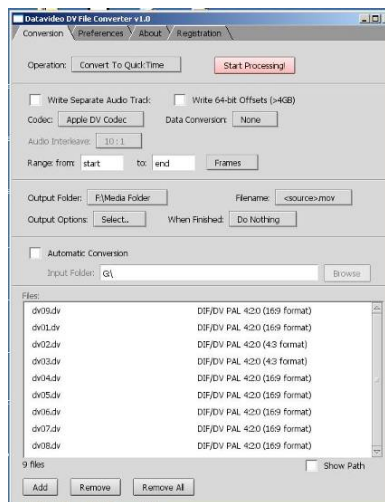 Datavideo DV File Converter v1.0
Conversion Preferences About Registration
Operation: Convert To QuickTime Start Processing!
Write Separate Audio Track Write 64-bit Offsets (>4GB)
Codec: Apple DV Codec Data Conversion: None
Audio Interleave: 10 : 1
Range: from: start to: end Frames
Output Folder: F:\Media Folder Filename: <source>.mov
Output Options: Select.. When Finished: Do Nothing
Automatic Conversion
Input Folder: G:\ Browse
Files:
dv09.dv DIF/DV PAL 4:2:0 (16:9 format)
dv01.dv DIF/DV PAL 4:2:0 (16:9 format)
dv02.dv DIF/DV PAL 4:2:0 (4:3 format)
dv03.dv DIF/DV PAL 4:2:0 (4:3 format)
dv04.dv DIF/DV PAL 4:2:0 (16:9 format)
dv05.dv DIF/DV PAL 4:2:0 (16:9 format)
dv06.dv DIF/DV PAL 4:2:0 (16:9 format)
dv07.dv DIF/DV PAL 4:2:0 (16:9 format)
dv08.dv DIF/DV PAL 4:2:0 (16:9 format)
9 files Show Path
Add Remove Remove All